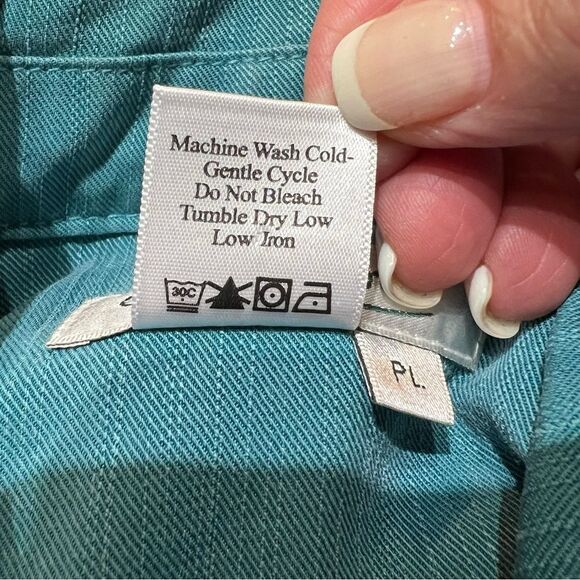 Machine Wash Cold-
Gentle Cycle
Do Not Bleach
Tumble Dry Low
Low Iron
30C
PL.